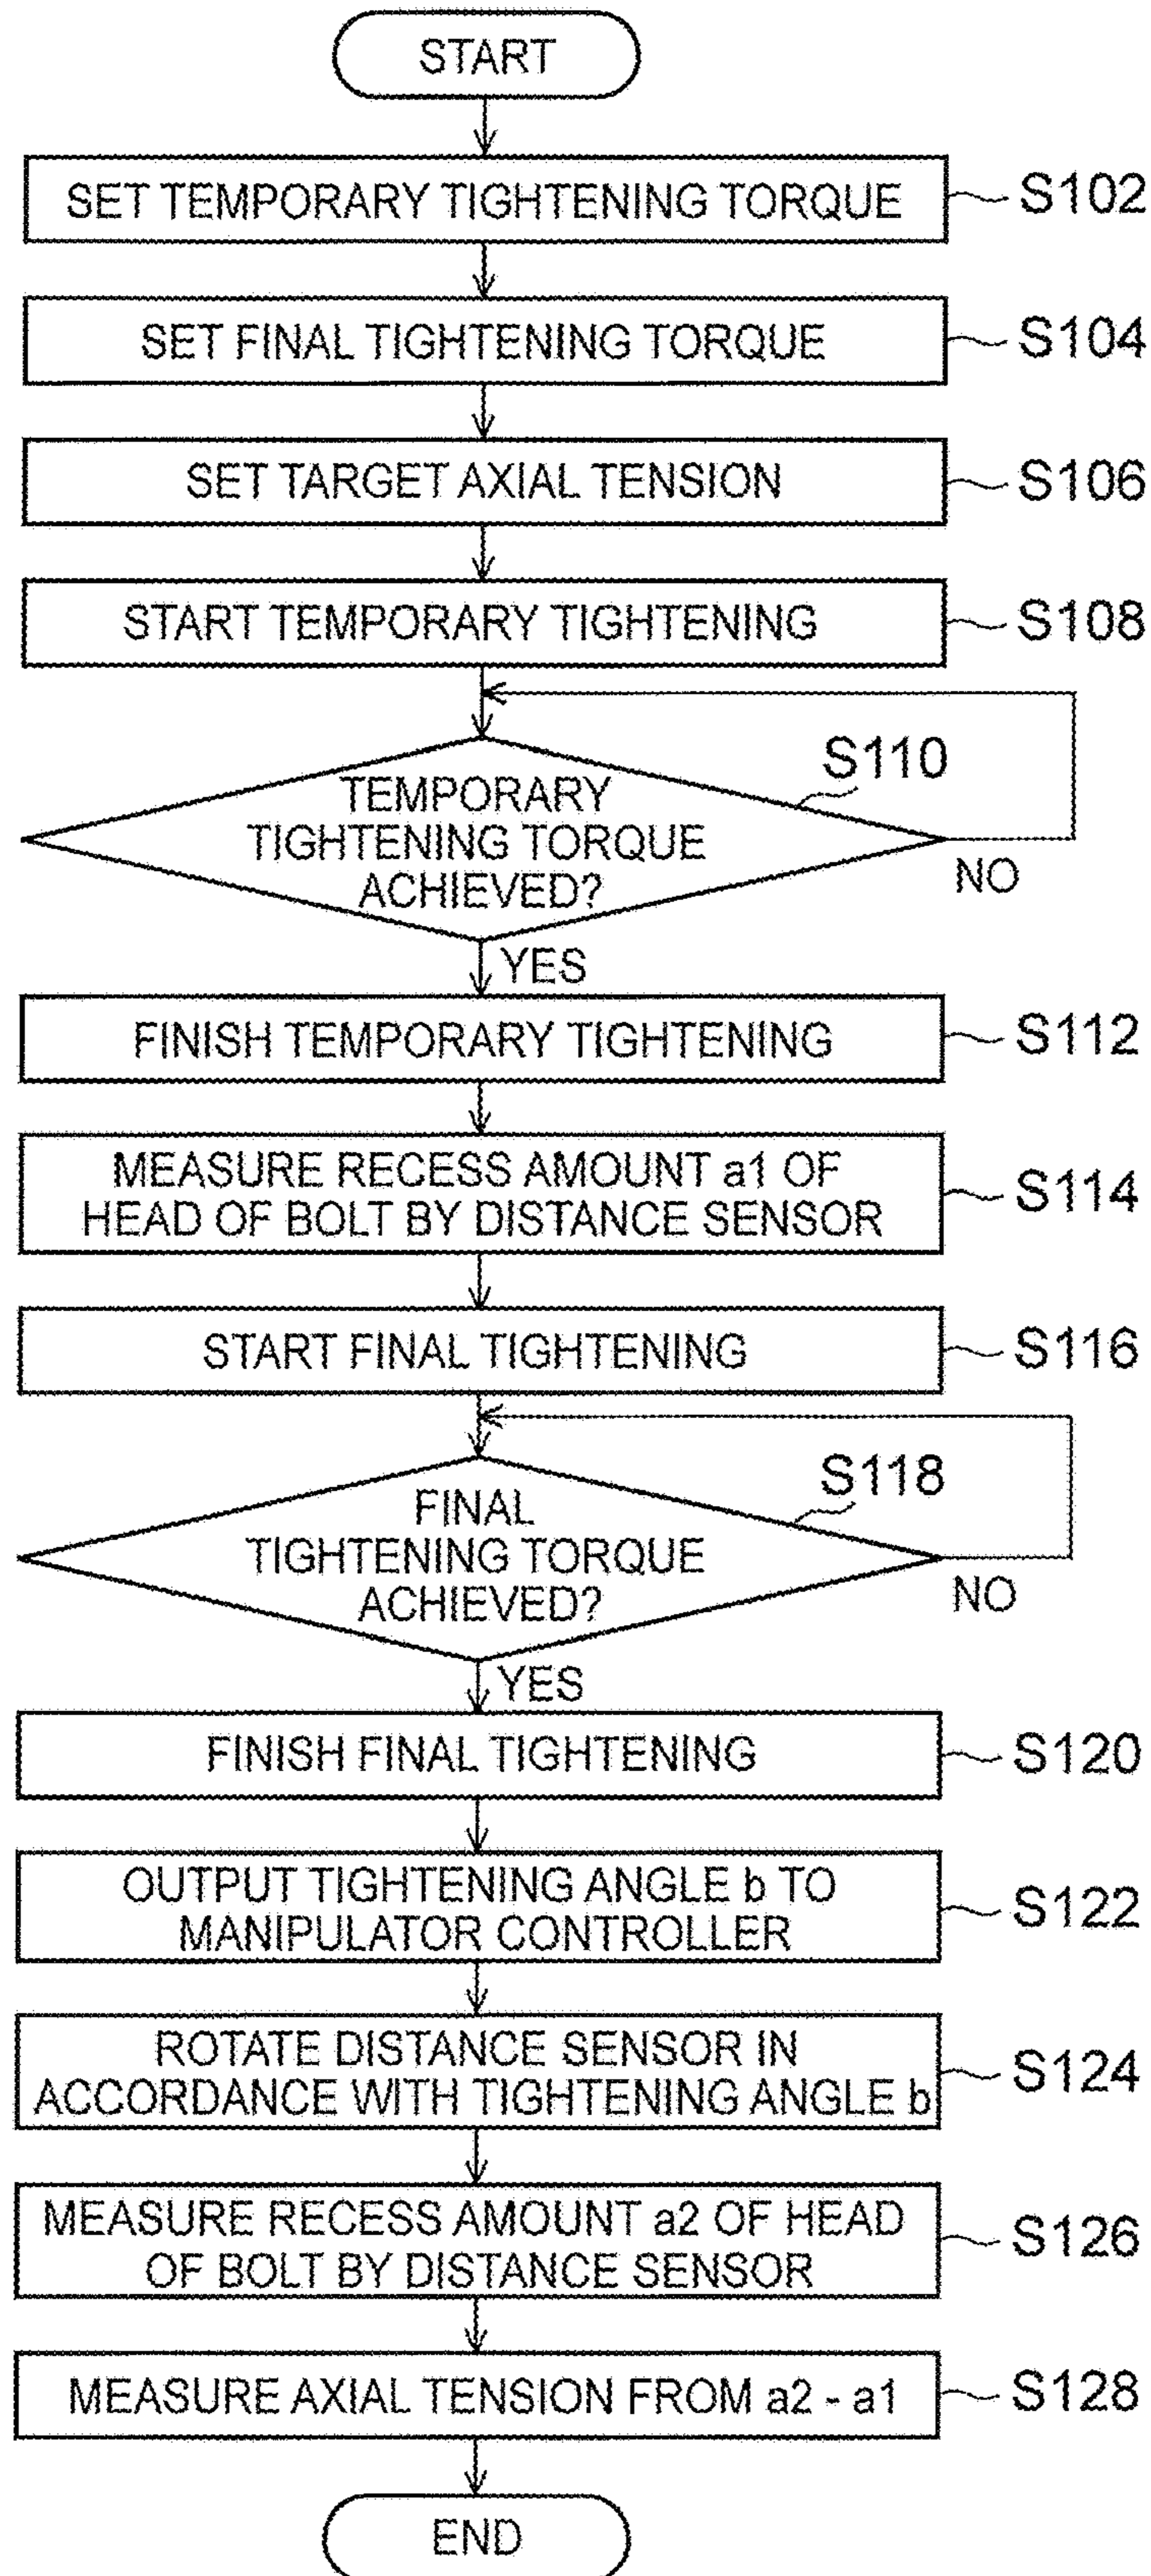 START
SET TEMPORARY TIGHTENING TORQUE
S102
SET FINAL TIGHTENING TORQUE
S104
SET TARGET AXIAL TENSION
S106
START TEMPORARY TIGHTENING
S108
S110
TEMPORARY
TIGHTENING TORQUE
ACHIEVED?
NO
YES
FINISH TEMPORARY TIGHTENING
S112
MEASURE RECESS AMOUNT a1 OF
HEAD OF BOLT BY DISTANCE SENSOR
S114
START FINAL TIGHTENING
S116
S118
FINAL
TIGHTENING TORQUE
ACHIEVED?
NO
YES
FINISH FINAL TIGHTENING
S120
OUTPUT TIGHTENING ANGLE b TO
MANIPULATOR CONTROLLER
S122
ROTATE DISTANCE SENSOR IN
ACCORDANCE WITH TIGHTENING ANGLE b
S124
MEASURE RECESS AMOUNT a2 OF HEAD
OF BOLT BY DISTANCE SENSOR
S126
MEASURE AXIAL TENSION FROM a2 - a1
S128
END